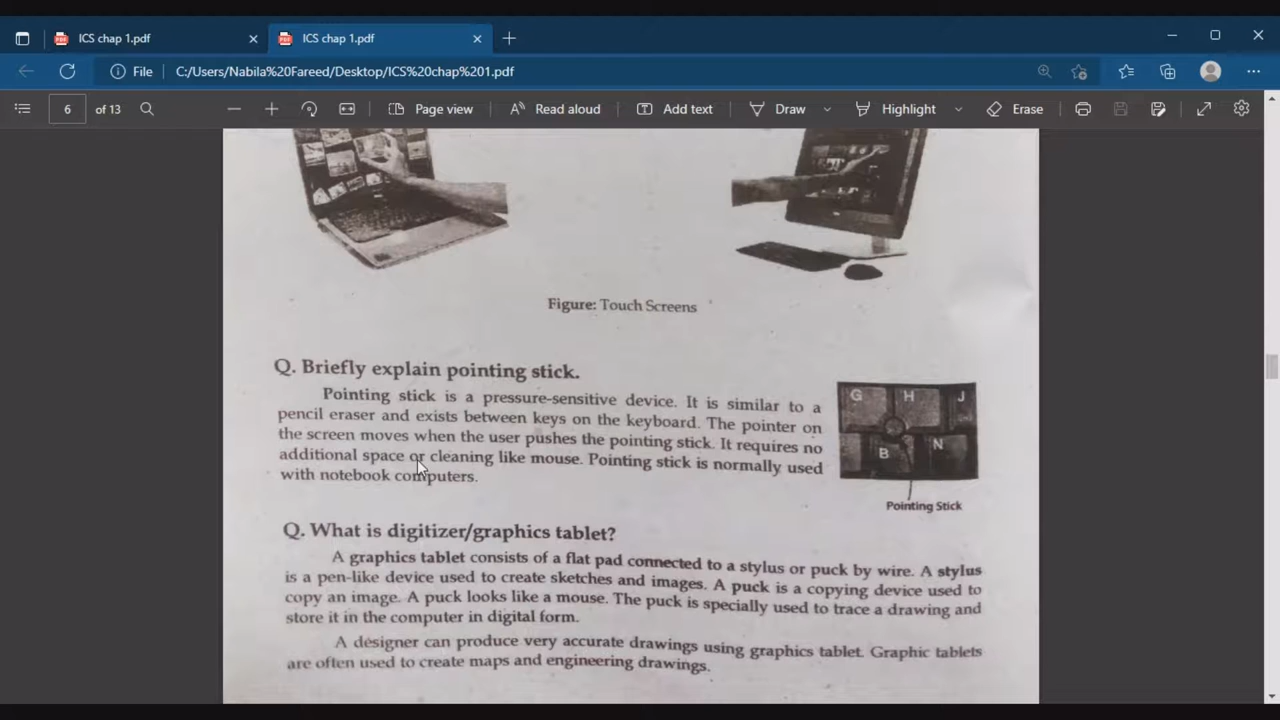 ICS chap 1.pdf
ICS chap 1.pdf
File
C:/Users/Nabila%20Fareed/Desktop/ICS%20chap%201.pdf
6 of 13
Page view
Read aloud
Add text
Draw
Highlight
Erase
Figure: Touch Screens
Q. Briefly explain pointing stick.
Pointing stick is a pressure-sensitive device. It is similar to a
pencil eraser and exists between keys on the keyboard. The pointer on
the screen moves when the user pushes the pointing stick. It requires no
additional space or cleaning like mouse. Pointing stick is normally used
with notebook computers.
G H J
B N
Pointing Stick
Q. What is digitizer/graphics tablet?
A graphics tablet consists of a flat pad connected to a stylus or puck by wire. A stylus
is a pen-like device used to create sketches and images. A puck is a copying device used to
copy an image. A puck looks like a mouse. The puck is specially used to trace a drawing and
store it in the computer in digital form.
A designer can produce very accurate drawings using graphics tablet. Graphic tablets
are often used to create maps and engineering drawings.